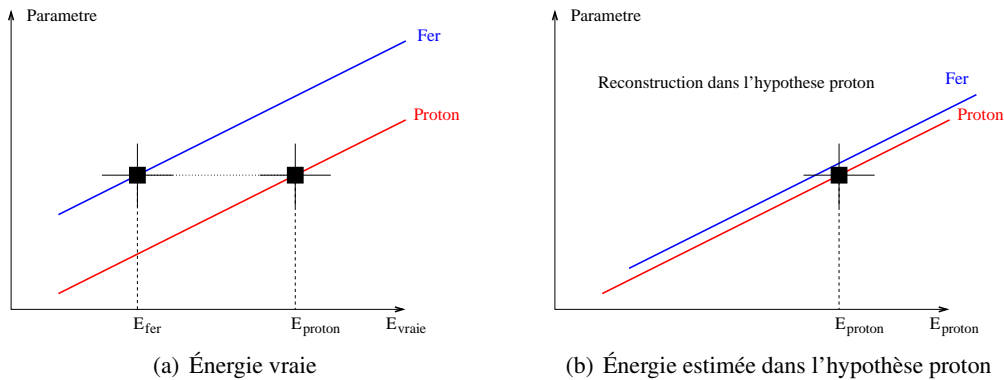 Parametre
Fer
Proton
E_fer
E_proton
E_vraie
(a) Énergie vraie
Parametre
Reconstruction dans l'hypothese proton
Fer
Proton
E_proton
E_proton
(b) Énergie estimée dans l'hypothèse proton